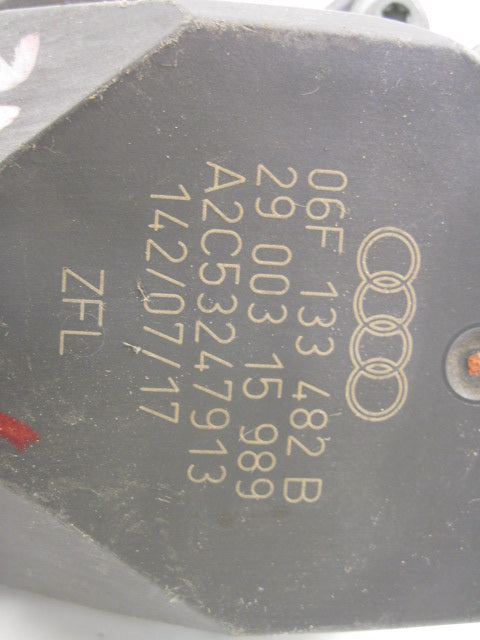 06F 133 482 B
29 003 15 989
A2C53247913
142/07/17
ZFL